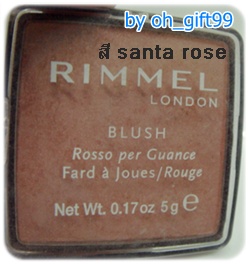 by oh_gift99
สี santa rose
RIMMEL
LONDON
BLUSH
Rosso per Guance
Fard à Joues/Rouge
Net Wt. 0.17oz 5g e